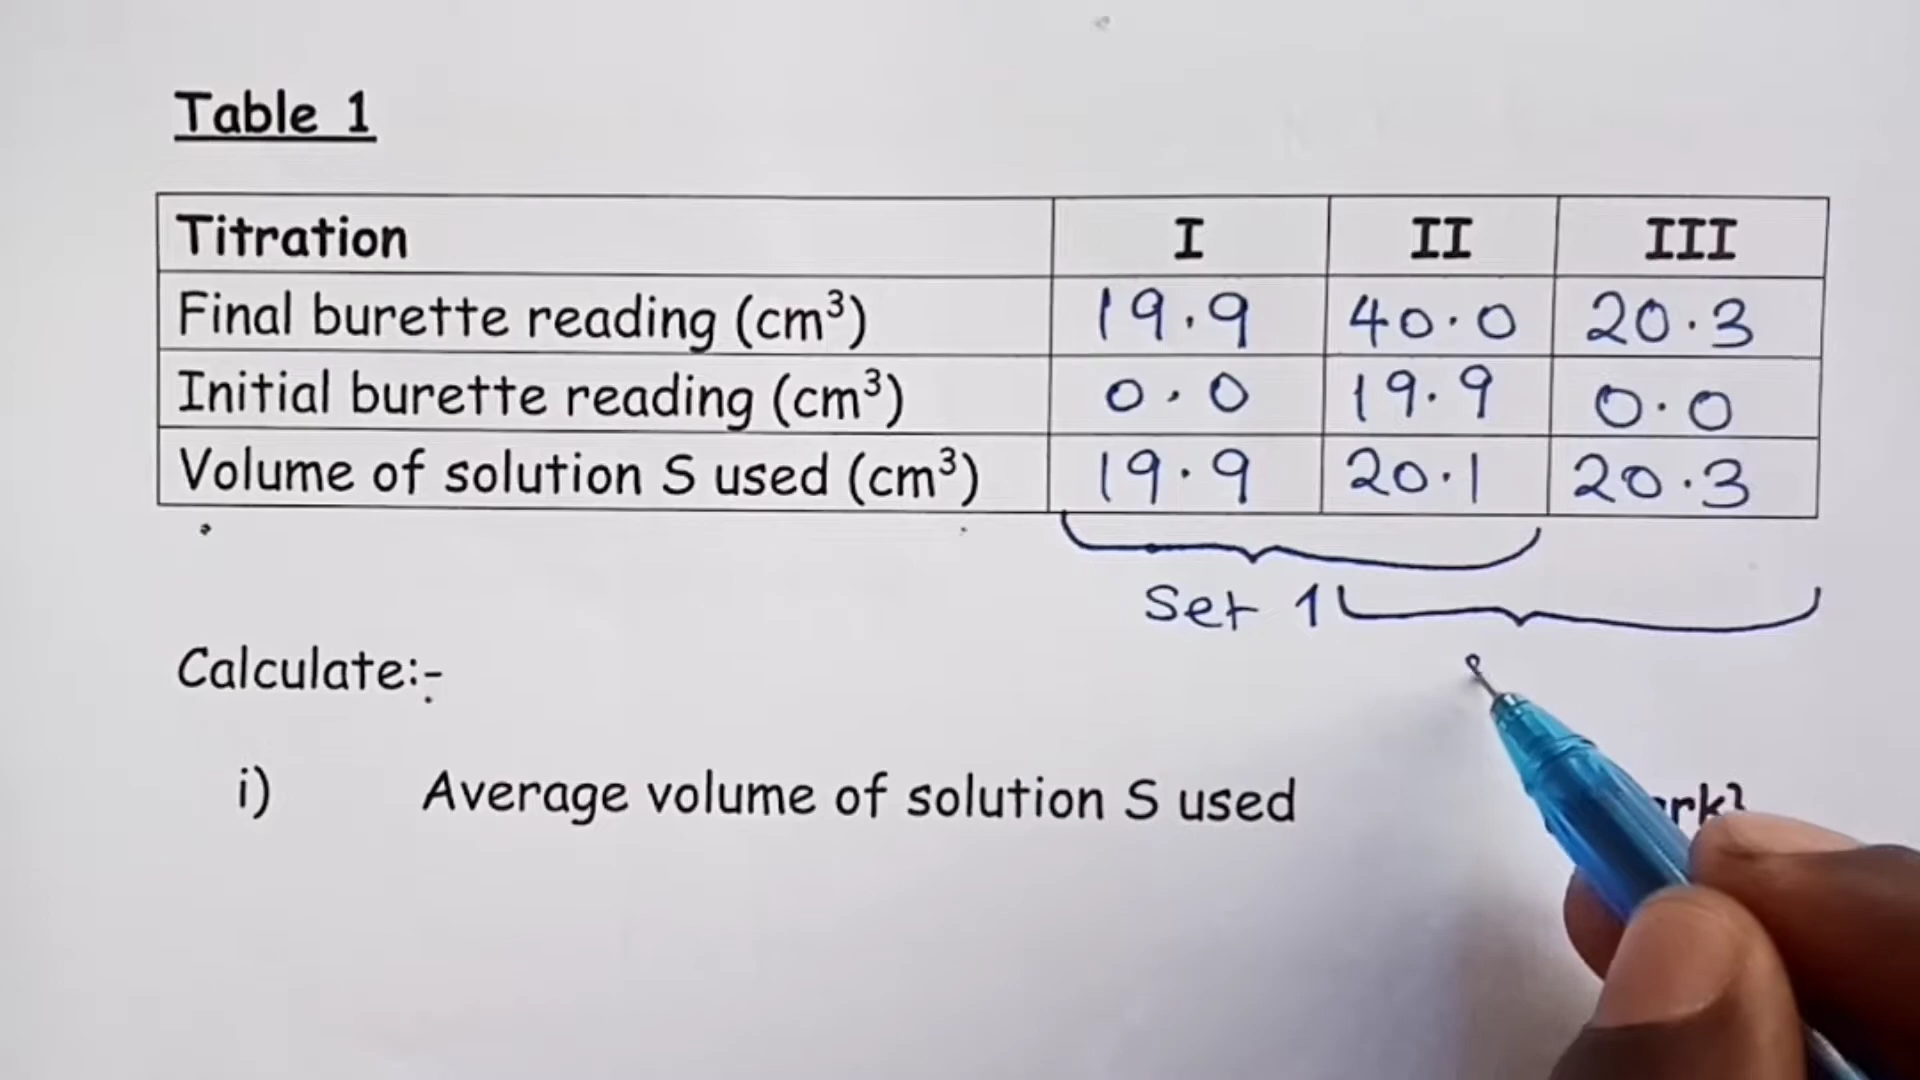 Table 1
Titration I II III
Final burette reading (cm³) 19.9 40.0 20.3
Initial burette reading (cm³) 0.0 19.9 0.0
Volume of solution S used (cm³) 19.9 20.1 20.3
Set 1
Calculate:-
i) Average volume of solution S used